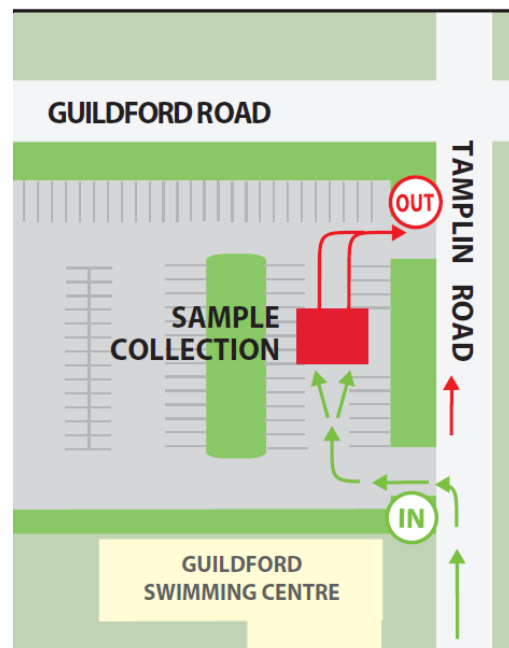 GUILDFORD ROAD
TAMPLIN ROAD
OUT
SAMPLE
COLLECTION
IN
GUILDFORD
SWIMMING CENTRE